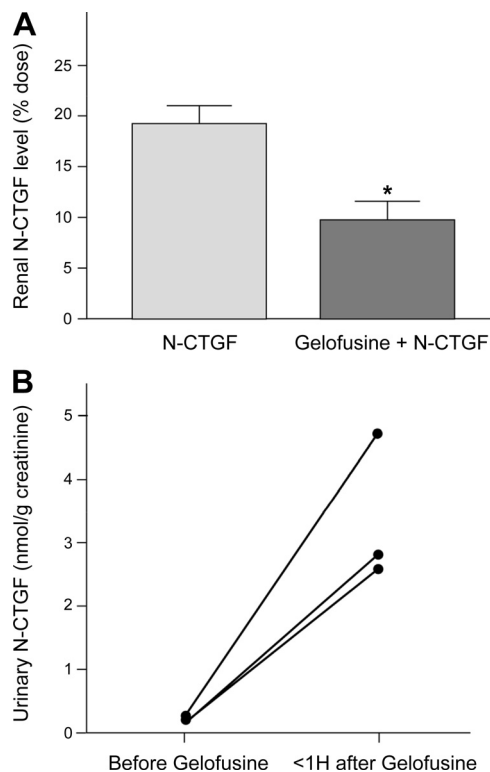 A
Renal N-CTGF level (% dose)
25
20
15
10
5
0
*
N-CTGF
Gelofusine + N-CTGF
B
Urinary N-CTGF (nmol/g creatinine)
5
4
3
2
1
0
Before Gelofusine
<1H after Gelofusine